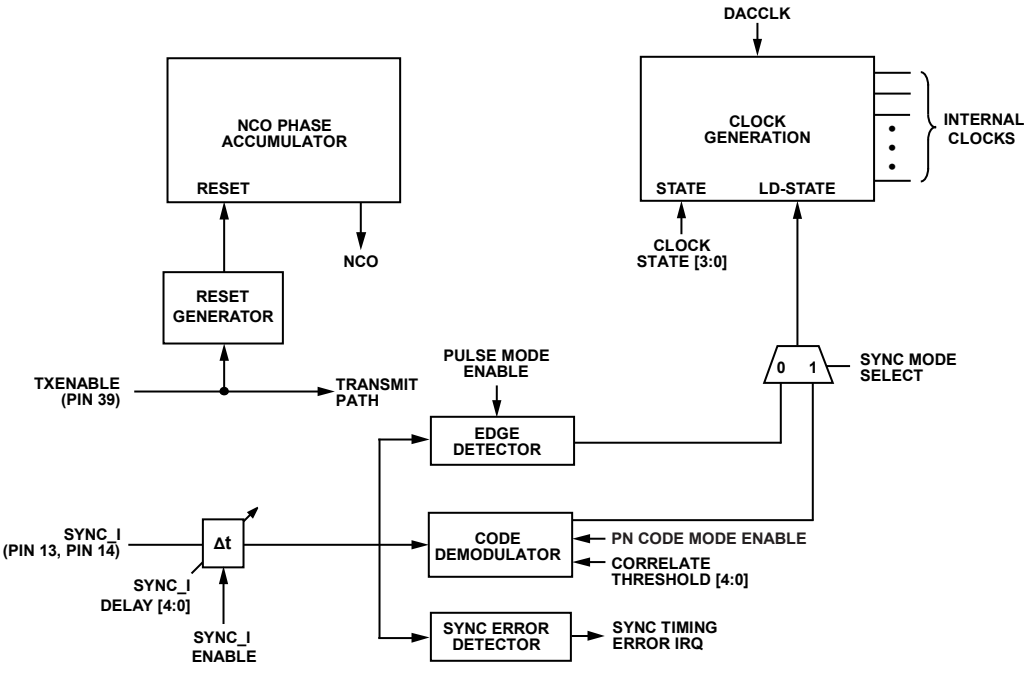 DACCLK
NCO PHASE
ACCUMULATOR
RESET
CLOCK
GENERATION
STATE
LD-STATE
INTERNAL
CLOCKS
NCO
CLOCK
STATE [3:0]
RESET
GENERATOR
TXENABLE
(PIN 39)
TRANSMIT
PATH
PULSE MODE
ENABLE
0
1
SYNC MODE
SELECT
EDGE
DETECTOR
SYNC_I
(PIN 13, PIN 14)
Δt
CODE
DEMODULATOR
PN CODE MODE ENABLE
CORRELATE
THRESHOLD [4:0]
SYNC_I
DELAY [4:0]
SYNC_I
ENABLE
SYNC ERROR
DETECTOR
SYNC TIMING
ERROR IRQ